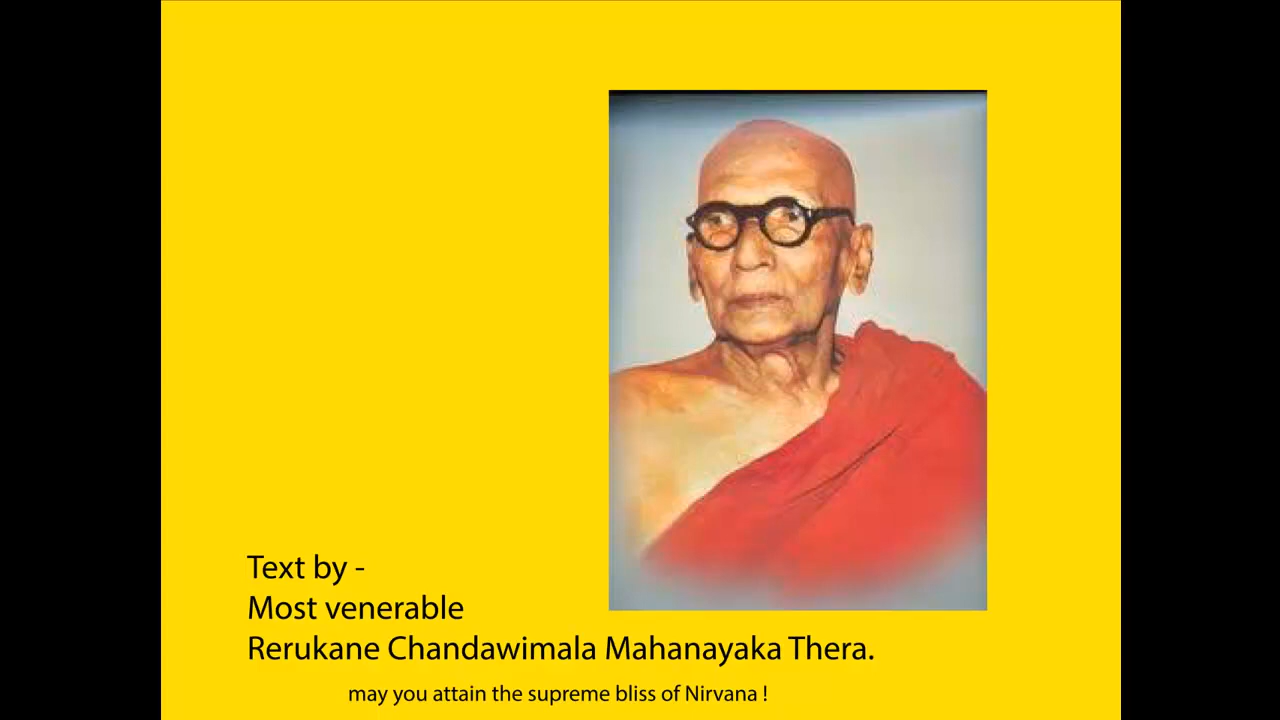 Text by -
Most venerable
Rerukane Chandawimala Mahanayaka Thera.
may you attain the supreme bliss of Nirvana !